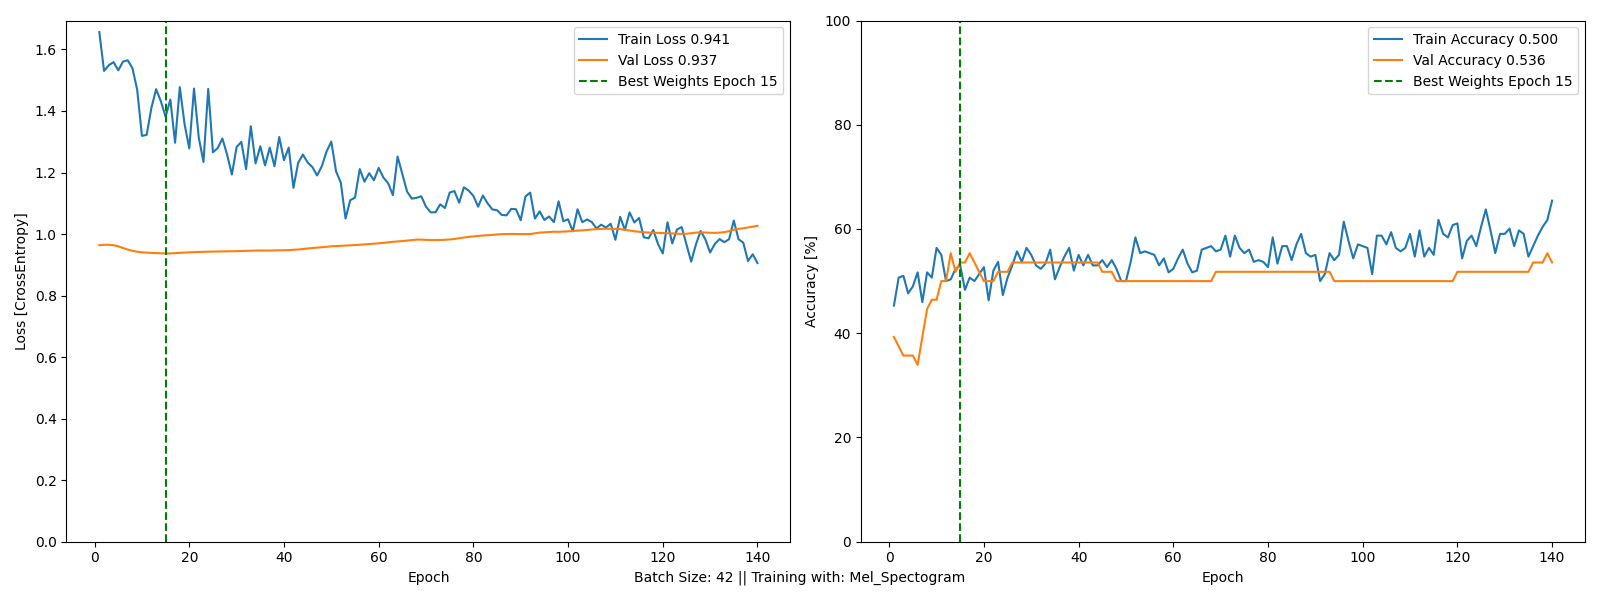 Loss [CrossEntropy]
1.6
1.4
1.2
1.0
0.8
0.6
0.4
0.2
0.0
Train Loss 0.941
Val Loss 0.937
Best Weights Epoch 15
0 20 40 60 80 100 120 140
Epoch
Accuracy [%]
100
80
60
40
20
0
Train Accuracy 0.500
Val Accuracy 0.536
Best Weights Epoch 15
0 20 40 60 80 100 120 140
Epoch
Batch Size: 42 || Training with: Mel_Spectogram